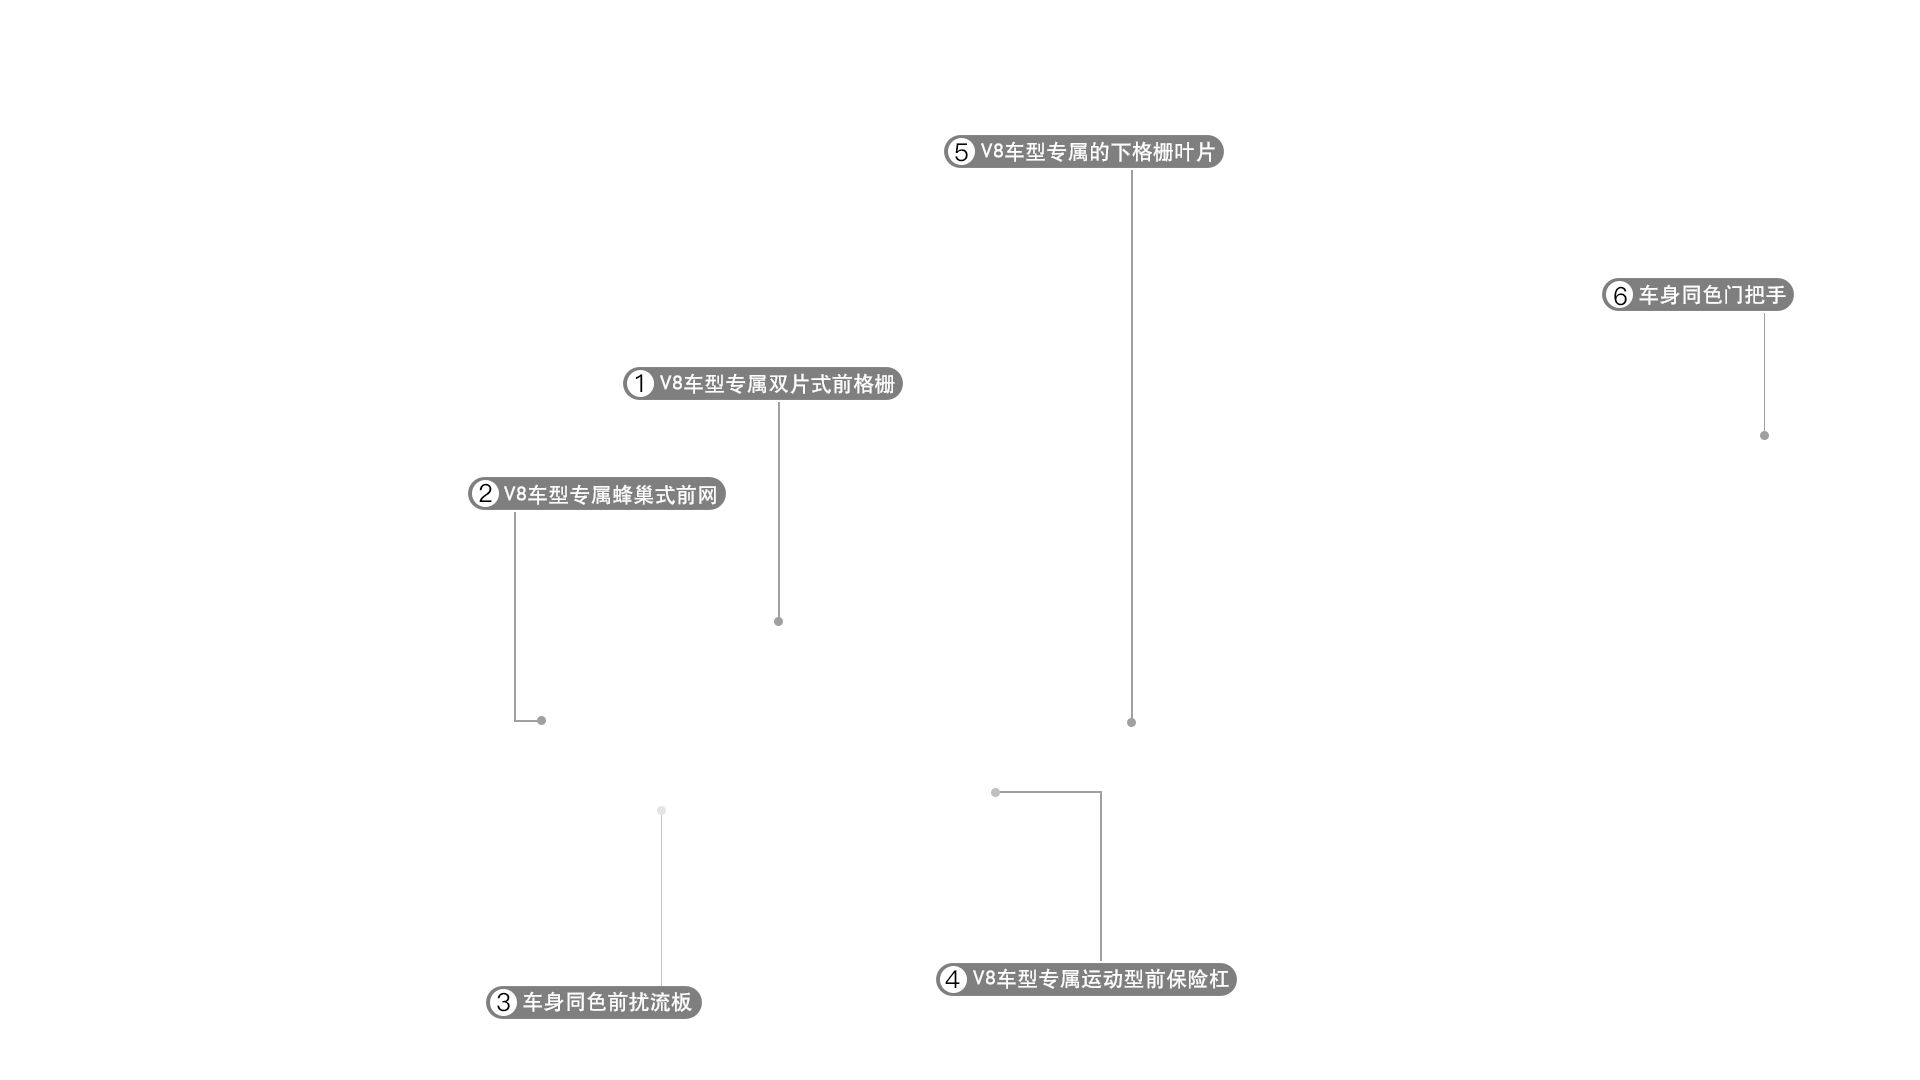 ⑤ V8车型专属的下格栅叶片
⑥ 车身同色门把手
① V8车型专属双片式前格栅
② V8车型专属蜂巢式前网
④ V8车型专属运动型前保险杠
③ 车身同色前扰流板